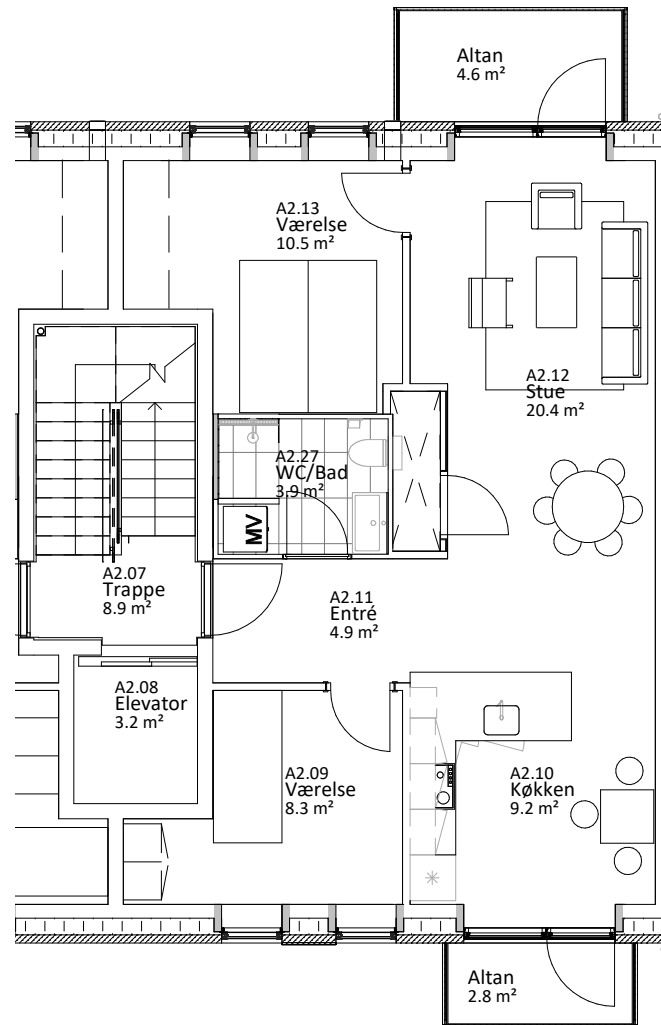 Altan
4.6 m²
A2.13
Værelse
10.5 m²
A2.12
Stue
20.4 m²
A2.27
WC/Bad
3.9 m²
MV
A2.07
Trappe
8.9 m²
A2.11
Entré
4.9 m²
A2.08
Elevator
3.2 m²
A2.09
Værelse
8.3 m²
A2.10
Køkken
9.2 m²
Altan
2.8 m²